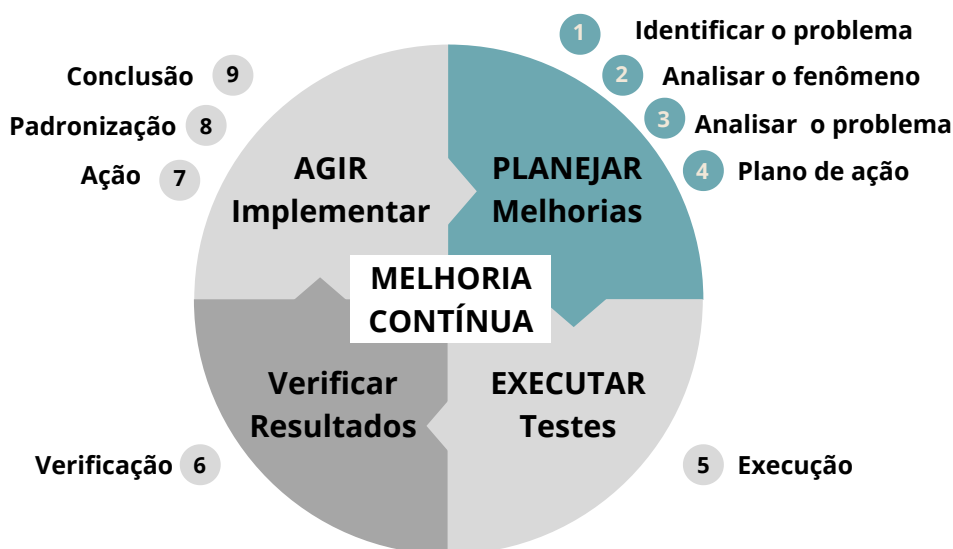 1 Identificar o problema
2 Analisar o fenômeno
3 Analisar o problema
4 Plano de ação
Conclusão 9
Padronização 8
Ação 7
AGIR
Implementar
PLANEJAR
Melhorias
MELHORIA
CONTÍNUA
Verificar
Resultados
EXECUTAR
Testes
Verificação 6
5 Execução